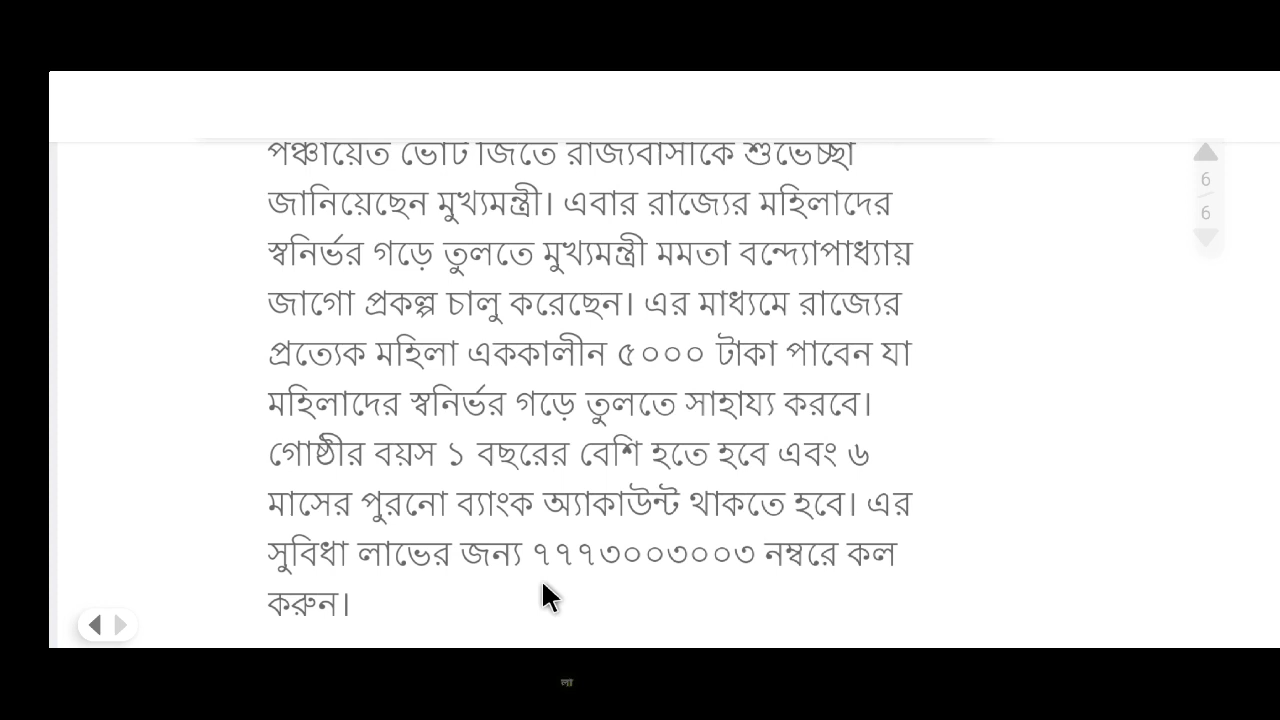 পঞ্চায়েত ভোট জিতে রাজ্যবাসীকে শুভেচ্ছা
জানিয়েছেন মুখ্যমন্ত্রী। এবার রাজ্যের মহিলাদের
স্বনির্ভর গড়ে তুলতে মুখ্যমন্ত্রী মমতা বন্দ্যোপাধ্যায়
জাগো প্রকল্প চালু করেছেন। এর মাধ্যমে রাজ্যের
প্রত্যেক মহিলা এককালীন ৫০০০ টাকা পাবেন যা
মহিলাদের স্বনির্ভর গড়ে তুলতে সাহায্য করবে।
গোষ্ঠীর বয়স ১ বছরের বেশি হতে হবে এবং ৬
মাসের পুরনো ব্যাংক অ্যাকাউন্ট থাকতে হবে। এর
সুবিধা লাভের জন্য ৭৭৭৩০০৩০০৩ নম্বরে কল
করুন।
6
6
লা